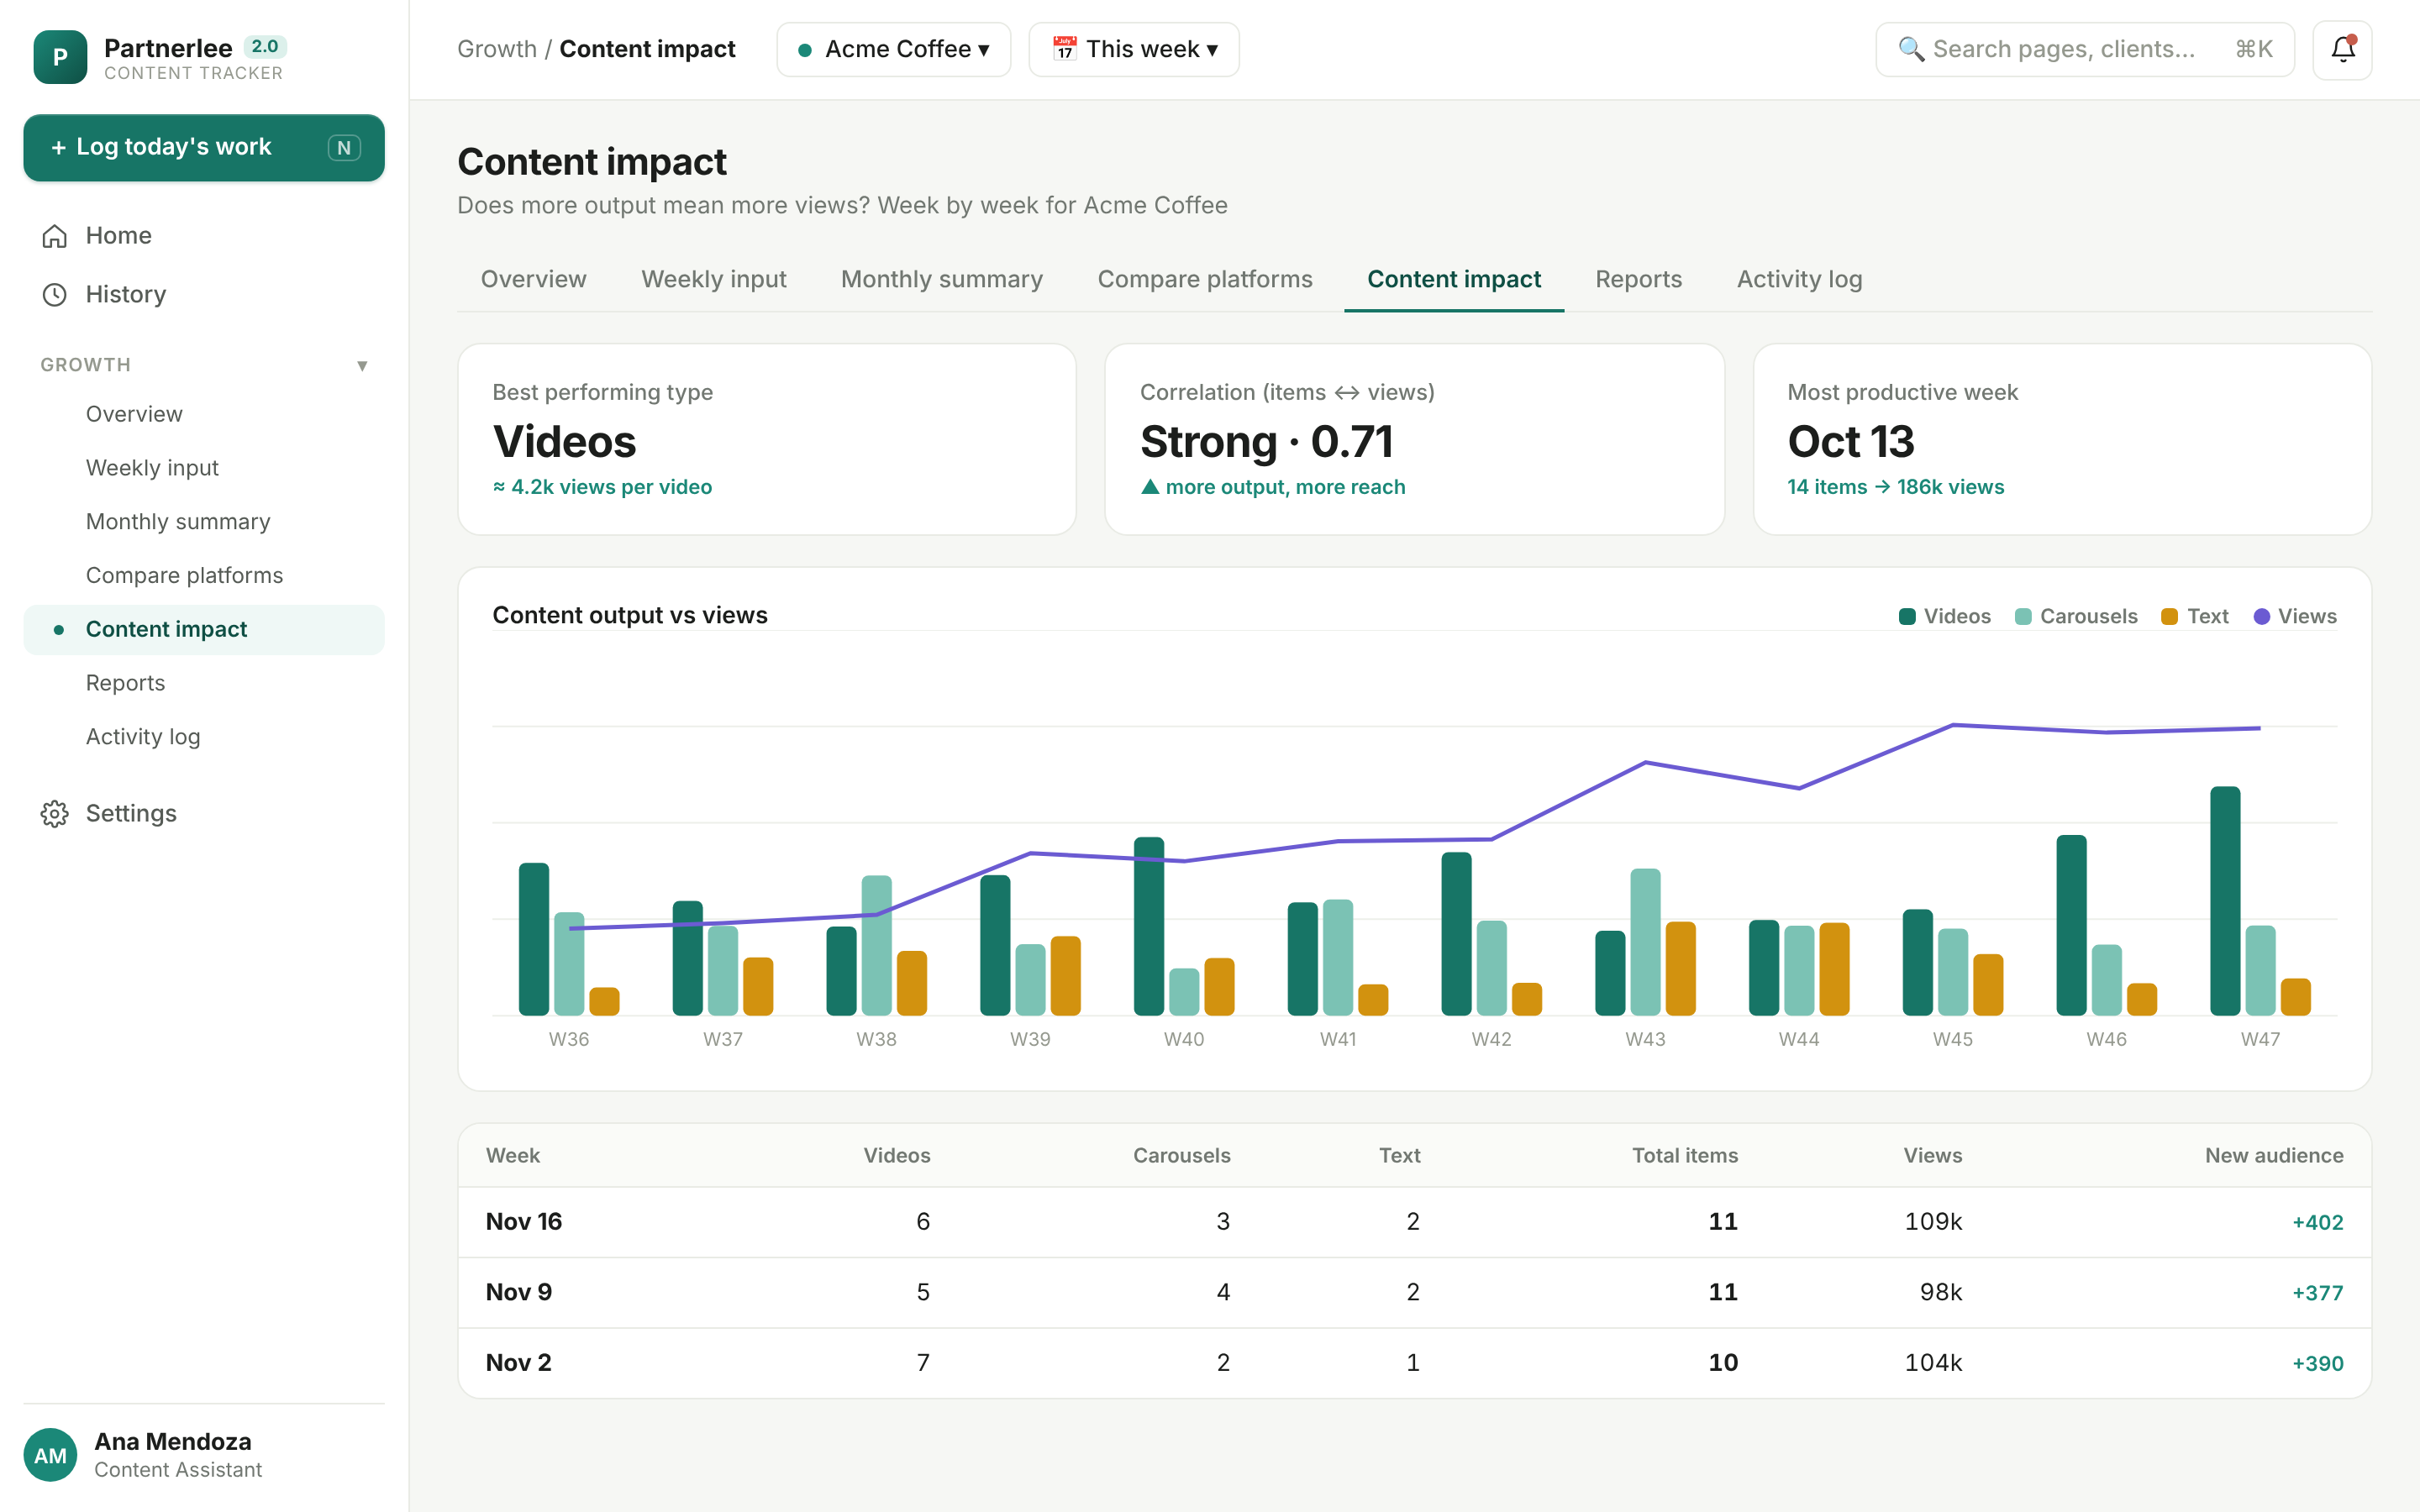 P
Partnerlee 2.0
CONTENT TRACKER
+ Log today's work N
Home
History
GROWTH ▼
Overview
Weekly input
Monthly summary
Compare platforms
Content impact
Reports
Activity log
Settings
AM
Ana Mendoza
Content Assistant
Growth / Content impact
Acme Coffee ▾
📅 This week ▾
🔍 Search pages, clients... ⌘K
Content impact
Does more output mean more views? Week by week for Acme Coffee
Overview Weekly input Monthly summary Compare platforms Content impact Reports Activity log
Best performing type
Videos
≈ 4.2k views per video
Correlation (items ↔ views)
Strong · 0.71
▲ more output, more reach
Most productive week
Oct 13
14 items → 186k views
Content output vs views
Videos Carousels Text Views
W36 W37 W38 W39 W40 W41 W42 W43 W44 W45 W46 W47
Week Videos Carousels Text Total items Views New audience
Nov 16 6 3 2 11 109k +402
Nov 9 5 4 2 11 98k +377
Nov 2 7 2 1 10 104k +390